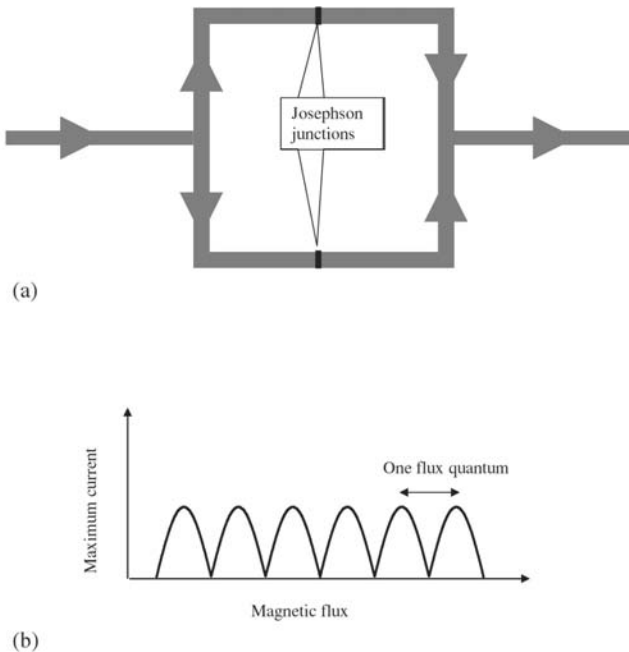 Josephson
junctions
(a)
One flux quantum
Maximum current
Magnetic flux
(b)